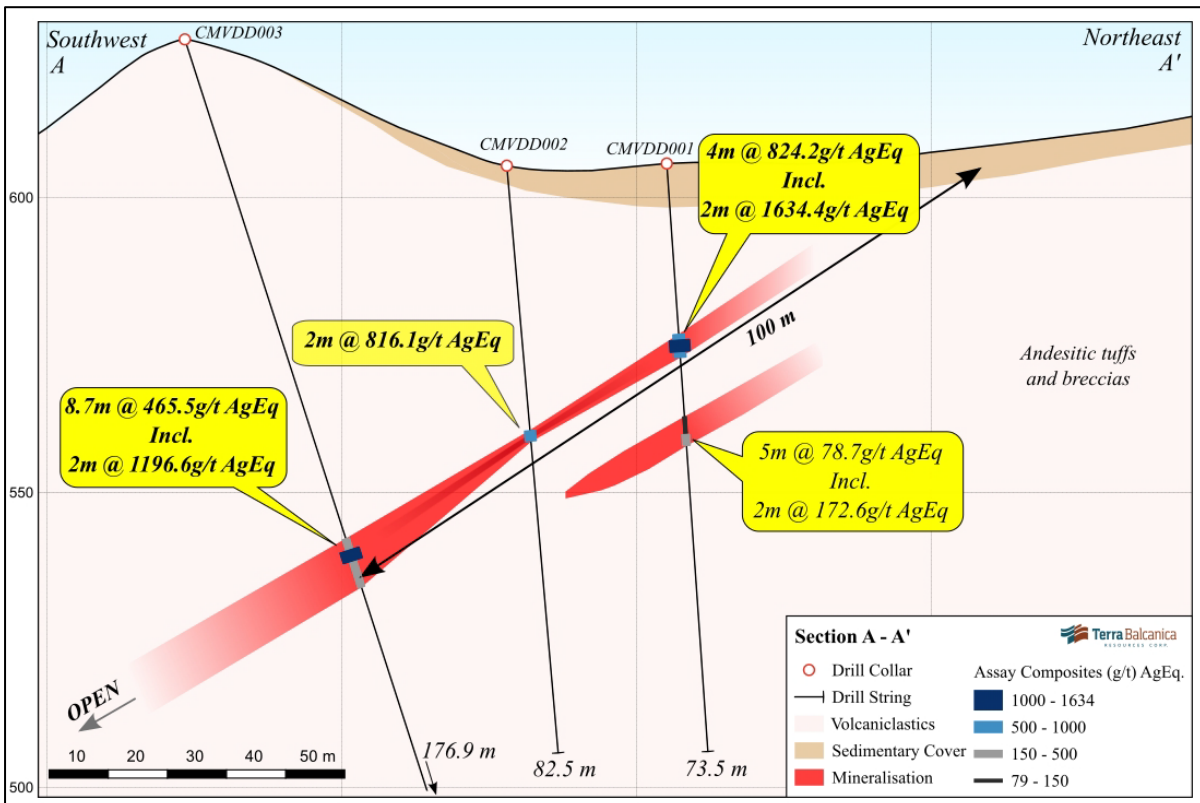 Southwest
A
CMVDD003
Northeast
A'
CMVDD002
CMVDD001
4m @ 824.2g/t AgEq
Incl.
2m @ 1634.4g/t AgEq
600
100 m
2m @ 816.1g/t AgEq
Andesitic tuffs
and breccias
8.7m @ 465.5g/t AgEq
Incl.
2m @ 1196.6g/t AgEq
5m @ 78.7g/t AgEq
Incl.
2m @ 172.6g/t AgEq
550
OPEN
10 20 30 40 50 m
176.9 m
82.5 m
73.5 m
500
Section A - A'
Terra Balcanica
RESOURCES CORP.
Drill Collar
Drill String
Volcaniclastics
Sedimentary Cover
Mineralisation
Assay Composites (g/t) AgEq.
1000 - 1634
500 - 1000
150 - 500
79 - 150